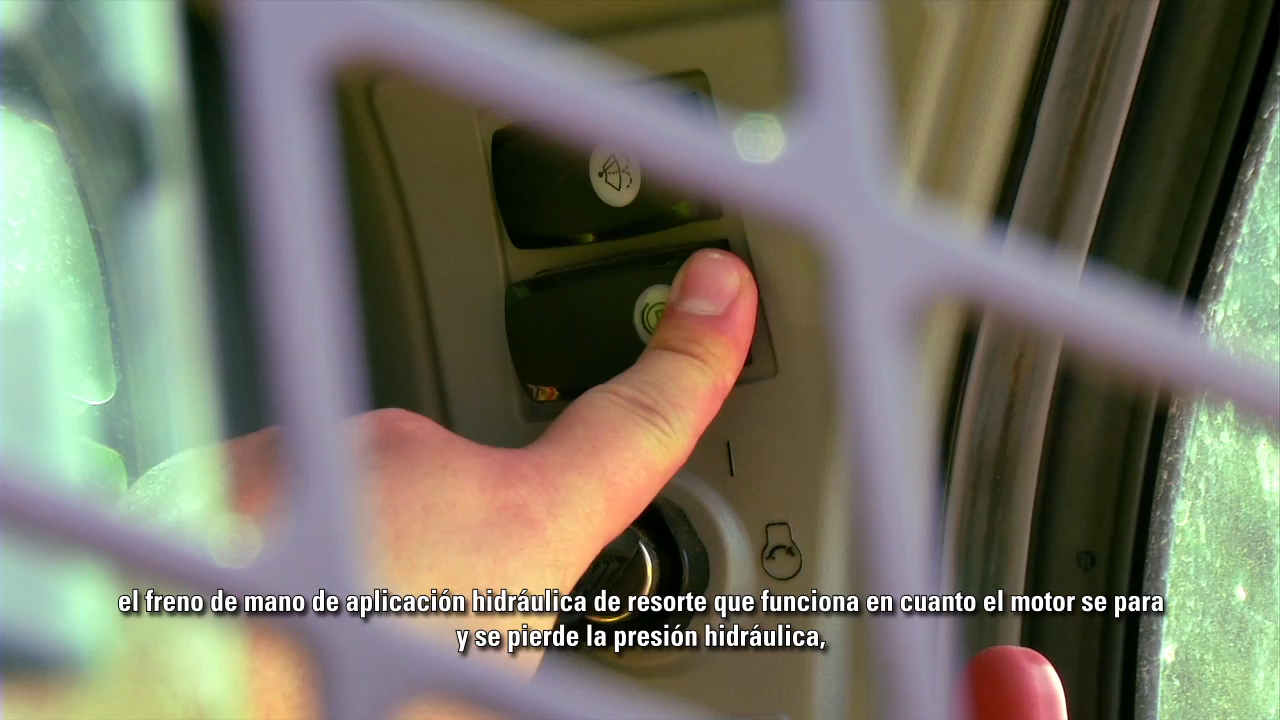 el freno de mano de aplicación hidráulica de resorte que funciona en cuanto el motor se para
y se pierde la presión hidráulica,